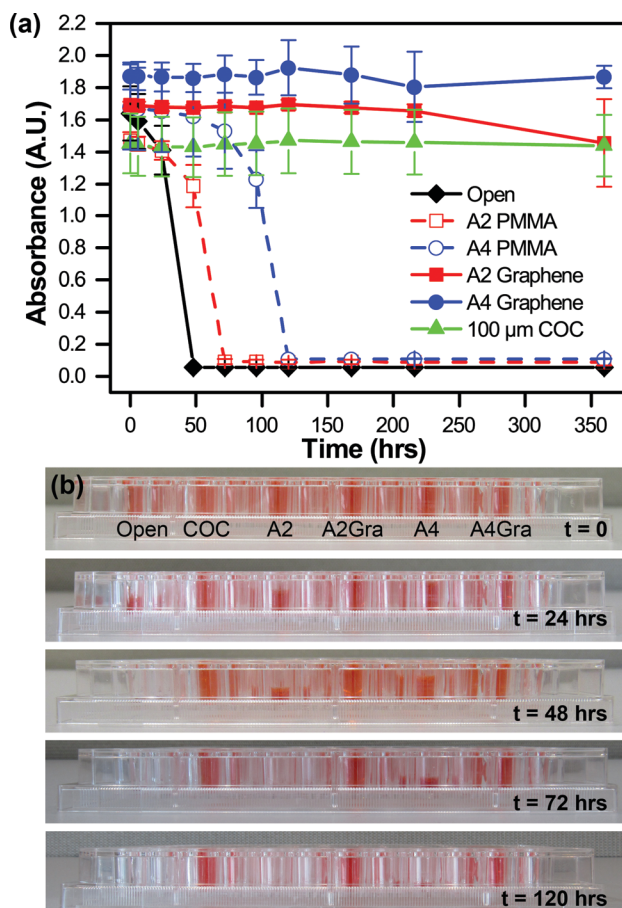 (a)
2.2
2.0
1.8
1.6
1.4
1.2
1.0
0.8
0.6
0.4
0.2
0.0
Absorbance (A.U.)
Open
A2 PMMA
A4 PMMA
A2 Graphene
A4 Graphene
100 µm COC
0 50 100 150 200 250 300 350
Time (hrs)
(b)
Open COC A2 A2Gra A4 A4Gra t = 0
t = 24 hrs
t = 48 hrs
t = 72 hrs
t = 120 hrs